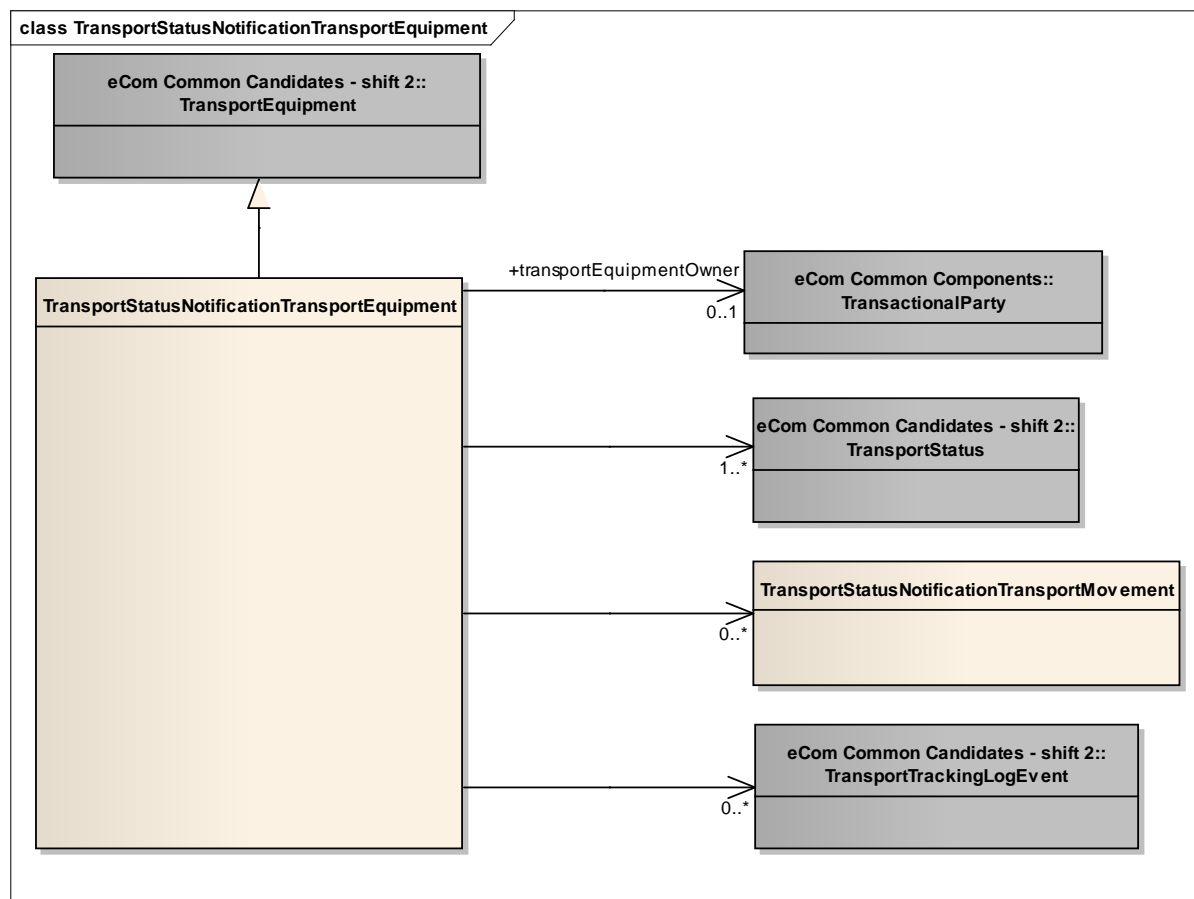 class TransportStatusNotificationTransportEquipment
eCom Common Candidates - shift 2::
TransportEquipment
TransportStatusNotificationTransportEquipment
+transportEquipmentOwner
0..1
eCom Common Components::
TransactionalParty
eCom Common Candidates - shift 2::
TransportStatus
1..*
TransportStatusNotificationTransportMovement
0..*
eCom Common Candidates - shift 2::
TransportTrackingLogEvent
0..*